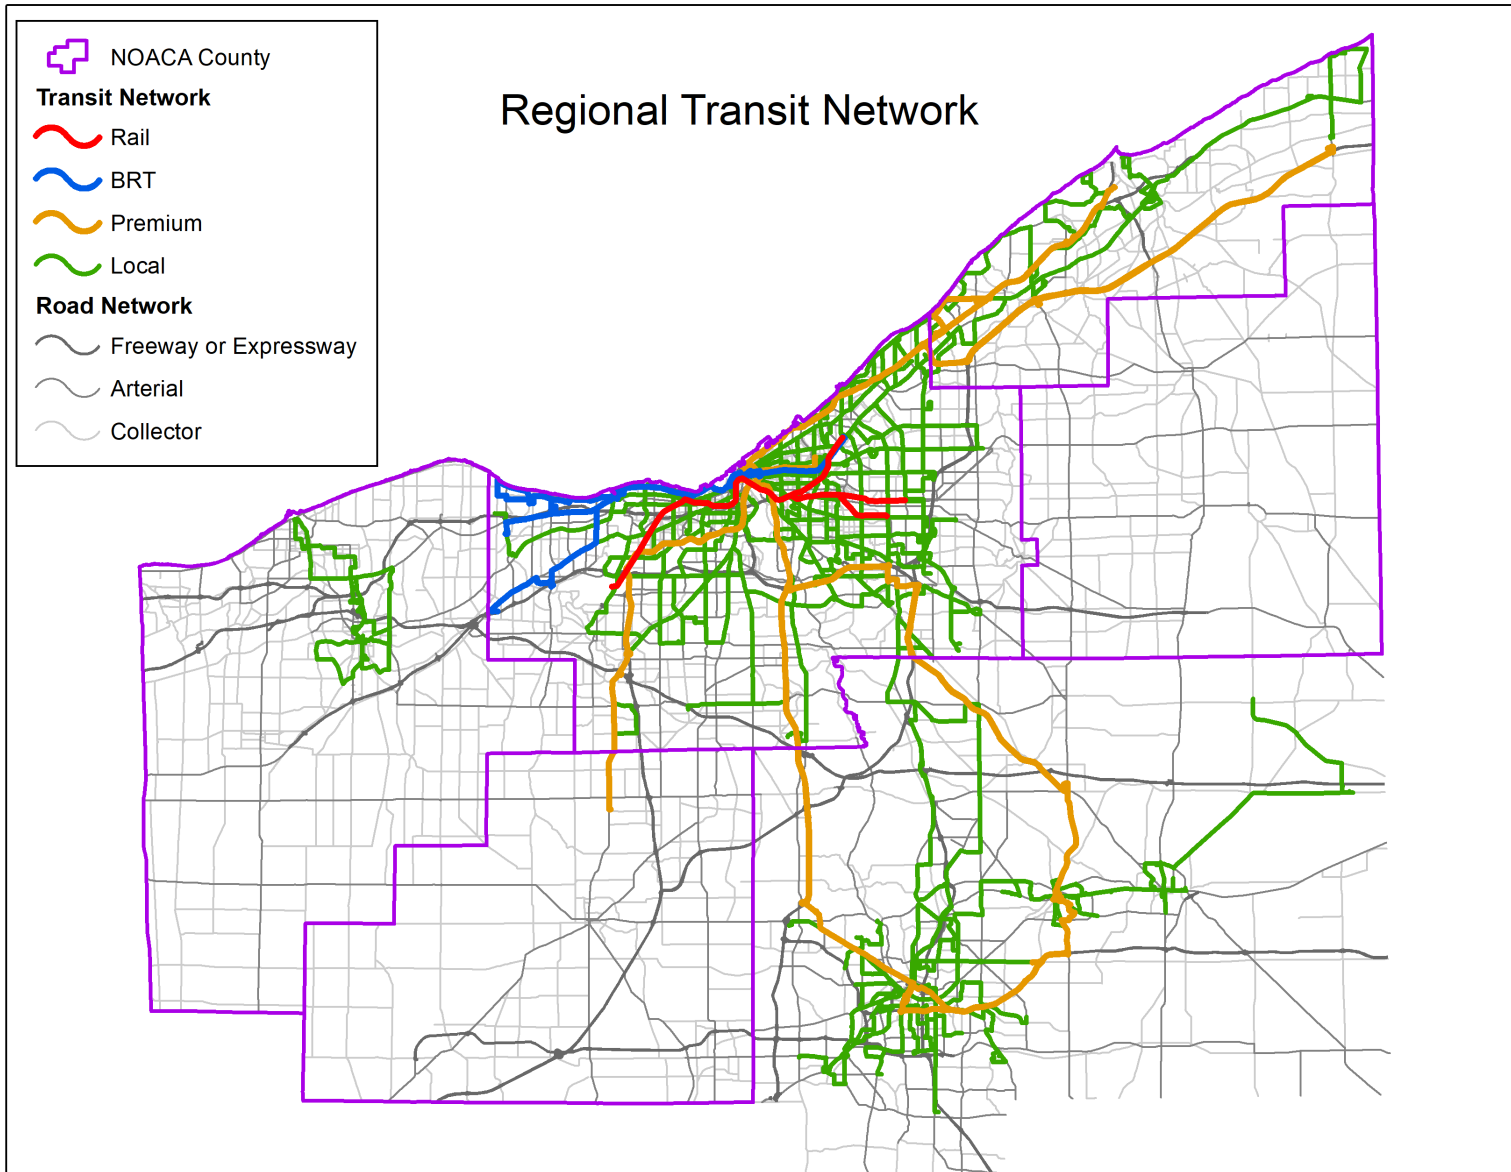 Regional Transit Network
NOACA County
Transit Network
Rail
BRT
Premium
Local
Road Network
Freeway or Expressway
Arterial
Collector